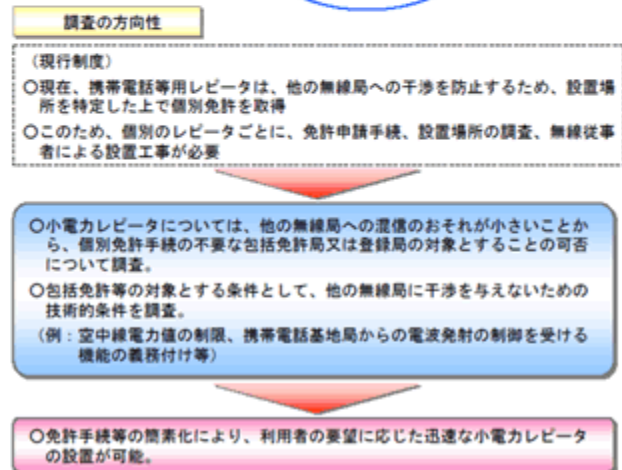 調査の方向性
（現行制度）
○現在、携帯電話等用レピータは、他の無線局への干渉を防止するため、設置場
所を特定した上で個別免許を取得
○このため、個別のレピータごとに、免許申請手続、設置場所の調査、無線従事
者による設置工事が必要
○小電力レピータについては、他の無線局への混信のおそれが小さいことか
ら、個別免許手続の不要な包括免許局又は登録局の対象とすることの可否
について調査。
○包括免許等の対象とする条件として、他の無線局に干渉を与えないための
技術的条件を調査。
（例：空中線電力値の制限、携帯電話基地局からの電波発射の制御を受ける
機能の義務付け等）
○免許手続等の簡素化により、利用者の要望に応じた迅速な小電力レピータ
の設置が可能。